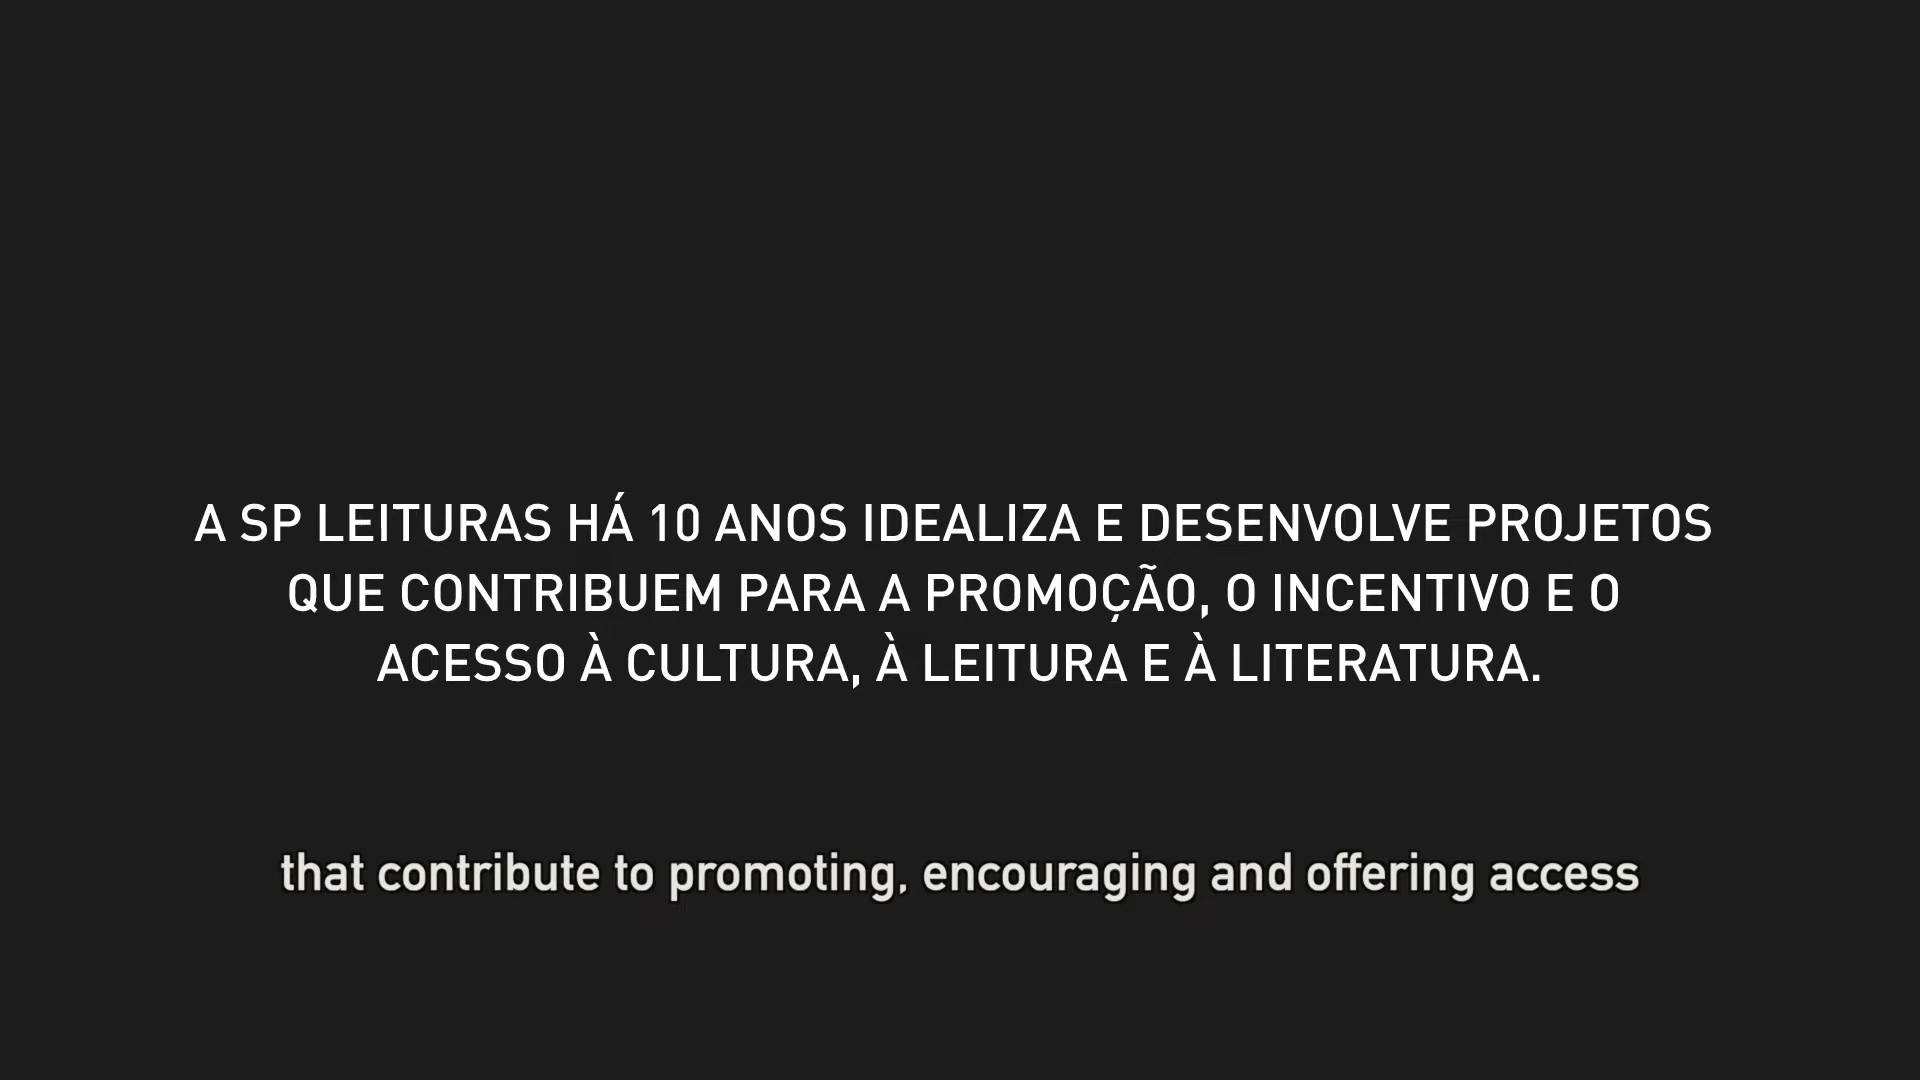 A SP LEITURAS HÁ 10 ANOS IDEALIZA E DESENVOLVE PROJETOS
QUE CONTRIBUEM PARA A PROMOÇÃO, O INCENTIVO E O
ACESSO À CULTURA, À LEITURA E À LITERATURA.
that contribute to promoting, encouraging and offering access